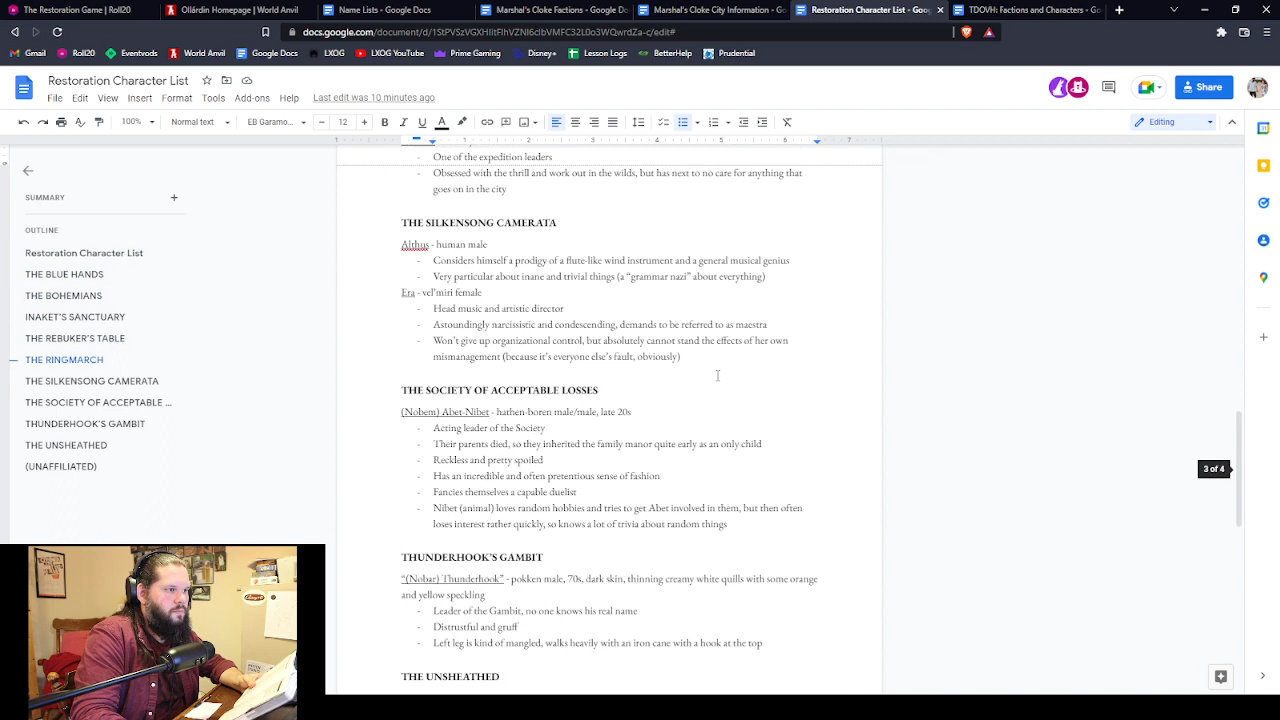 The Restoration Game | Roll20
Ollárdin Homepage | World Anvil
Name Lists - Google Docs
Marshal's Cloke Factions - Google D
Marshal's Cloke City Information - G
Restoration Character List - Goog
TDOVH: Factions and Characters - G
docs.google.com/document/d/
Gmail
Roll20
Eventeds
World Anvil
Google Drive
LXOG
YouTube
Prime Gaming
Disney+
Lesson Logs
BetterHelp
Prudential
Restoration Character List
File Edit View Insert Format Tools Add-ons Help
Last edit was 10 minutes ago
Share
100%
Normal text
EB Garamo...
12
B I U A
Editing
1 1 2 3 4 5 6 7
SUMMARY
OUTLINE
Restoration Character List
THE BLUE HANDS
THE BOHEMIANS
INAKET'S SANCTUARY
THE REBUKER'S TABLE
THE RINGMARCH
THE SILKENSONG CAMERATA
THE SOCIETY OF ACCEPTABLE ...
THUNDERHOOK'S GAMBIT
THE UNSHEATHED
(UNAFFILIATED)
- One of the expedition leaders
- Obsessed with the thrill and work out in the wilds, but has next to no care for anything that
goes on in the city
THE SILKENSONG CAMERATA
Althus - human male
- Considers himself a prodigy of a flute-like wind instrument and a general musical genius
- Very particular about inane and trivial things (a “grammar nazi” about everything)
Era - vel’miri female
- Head music and artistic director
- Astoundingly narcissistic and condescending, demands to be referred to as maestra
- Won’t give up organizational control, but absolutely cannot stand the effects of her own
mismanagement (because it’s everyone else’s fault, obviously)
THE SOCIETY OF ACCEPTABLE LOSSES
(Nobem) Abet-Nibet - hathen-boren male/male, late 20s
- Acting leader of the Society
- Their parents died, so they inherited the family manor quite early as an only child
- Reckless and pretty spoiled
- Has an incredible and often pretentious sense of fashion
- Fancies themselves a capable duelist
- Nibet (animal) loves random hobbies and tries to get Abet involved in them, but then often
loses interest rather quickly, so knows a lot of trivia about random things
THUNDERHOOK’S GAMBIT
“(Nobar) Thunderhook” - pokken male, 70s, dark skin, thinning creamy white quills with some orange
and yellow speckling
- Leader of the Gambit, no one knows his real name
- Distrustful and gruff
- Left leg is kind of mangled, walks heavily with an iron cane with a hook at the top
THE UNSHEATHED
3 of 4